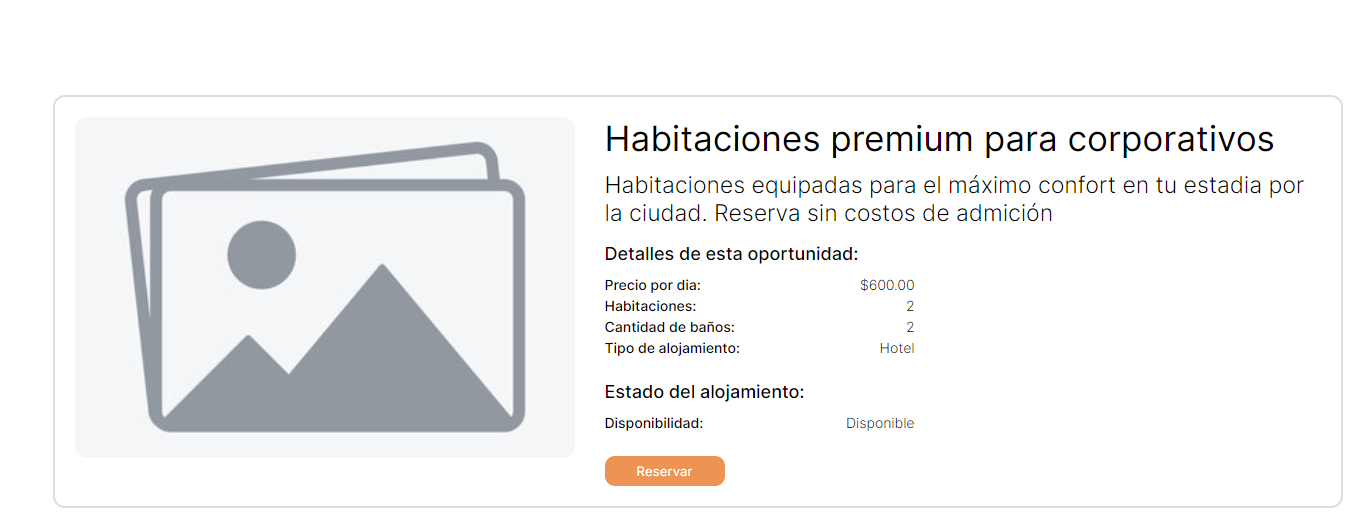 Habitaciones premium para corporativos
Habitaciones equipadas para el máximo confort en tu estadia por
la ciudad. Reserva sin costos de admición
Detalles de esta oportunidad:
Precio por dia: $600.00
Habitaciones: 2
Cantidad de baños: 2
Tipo de alojamiento: Hotel
Estado del alojamiento:
Disponibilidad: Disponible
Reservar